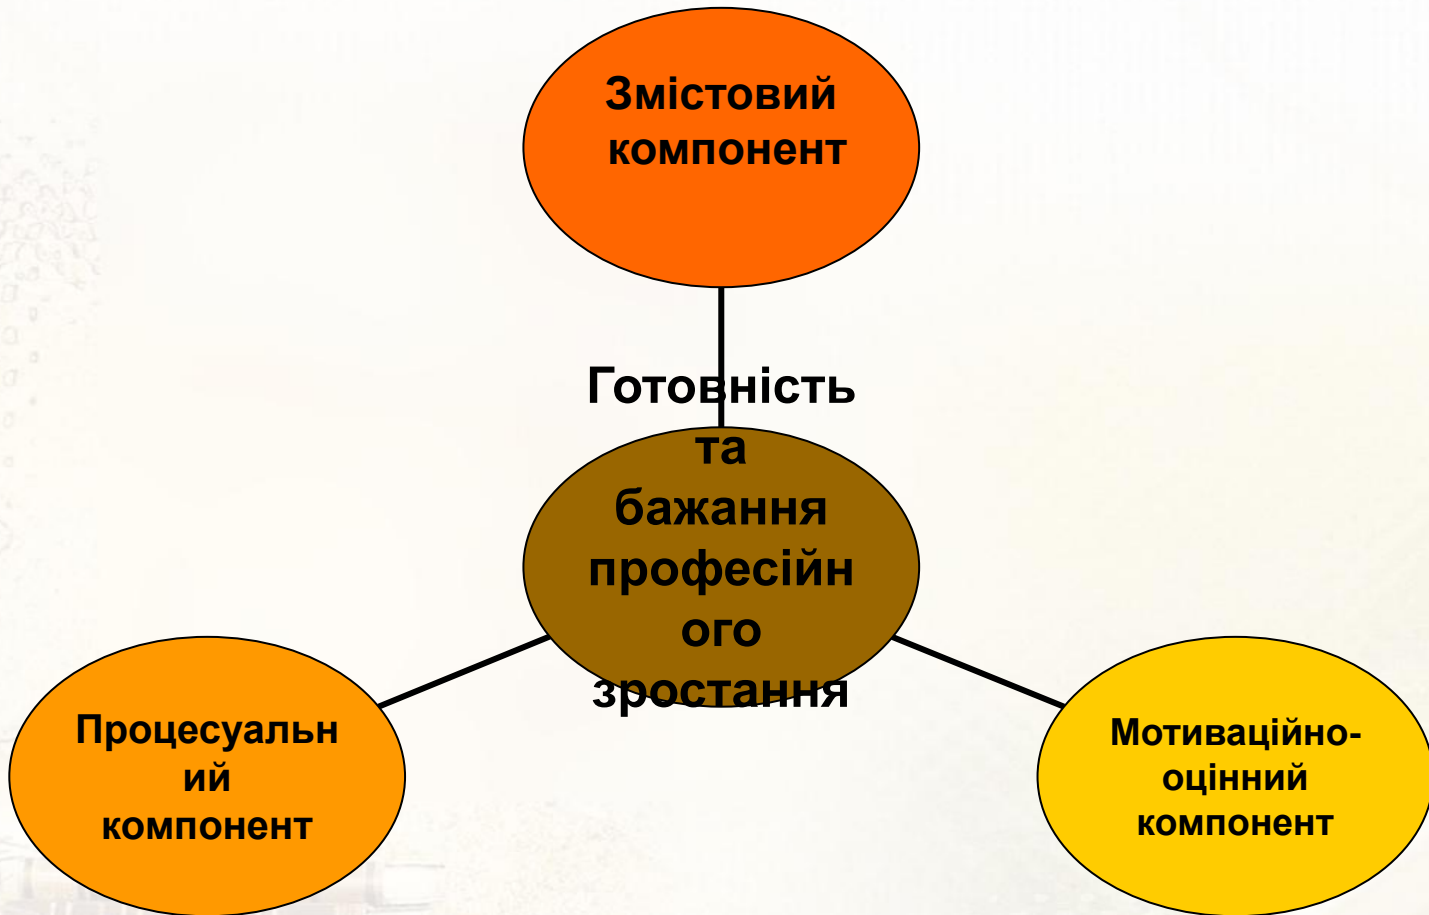 Змістовий
компонент
Готовність
та
бажання
професійн
ого
зростання
Процесуальн
ий
компонент
Мотиваційно-
оцінний
компонент